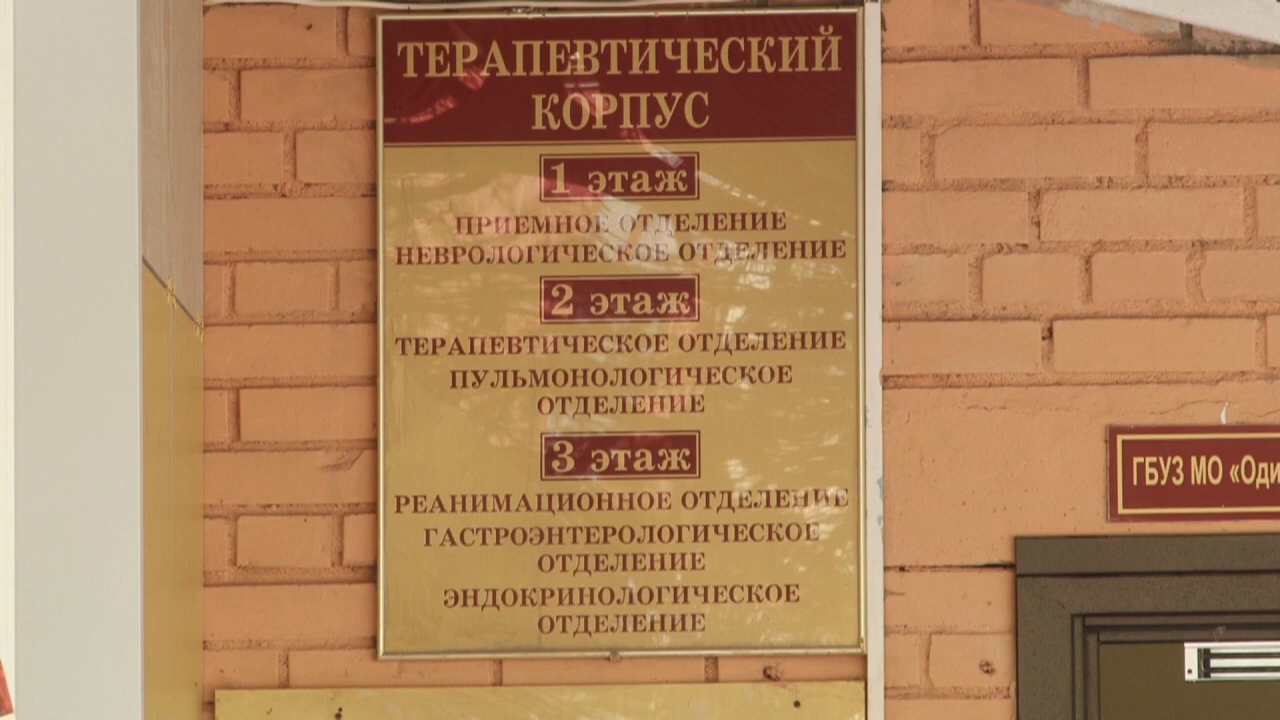 ТЕРАПЕВТИЧЕСКИЙ
КОРПУС
1 этаж
ПРИЕМНОЕ ОТДЕЛЕНИЕ
НЕВРОЛОГИЧЕСКОЕ ОТДЕЛЕНИЕ
2 этаж
ТЕРАПЕВТИЧЕСКОЕ ОТДЕЛЕНИЕ
ПУЛЬМОНОЛОГИЧЕСКОЕ
ОТДЕЛЕНИЕ
3 этаж
РЕАНИМАЦИОННОЕ ОТДЕЛЕНИЕ
ГАСТРОЭНТЕРОЛОГИЧЕСКОЕ
ОТДЕЛЕНИЕ
ЭНДОКРИНОЛОГИЧЕСКОЕ
ОТДЕЛЕНИЕ
ГБУЗ МО «Оди